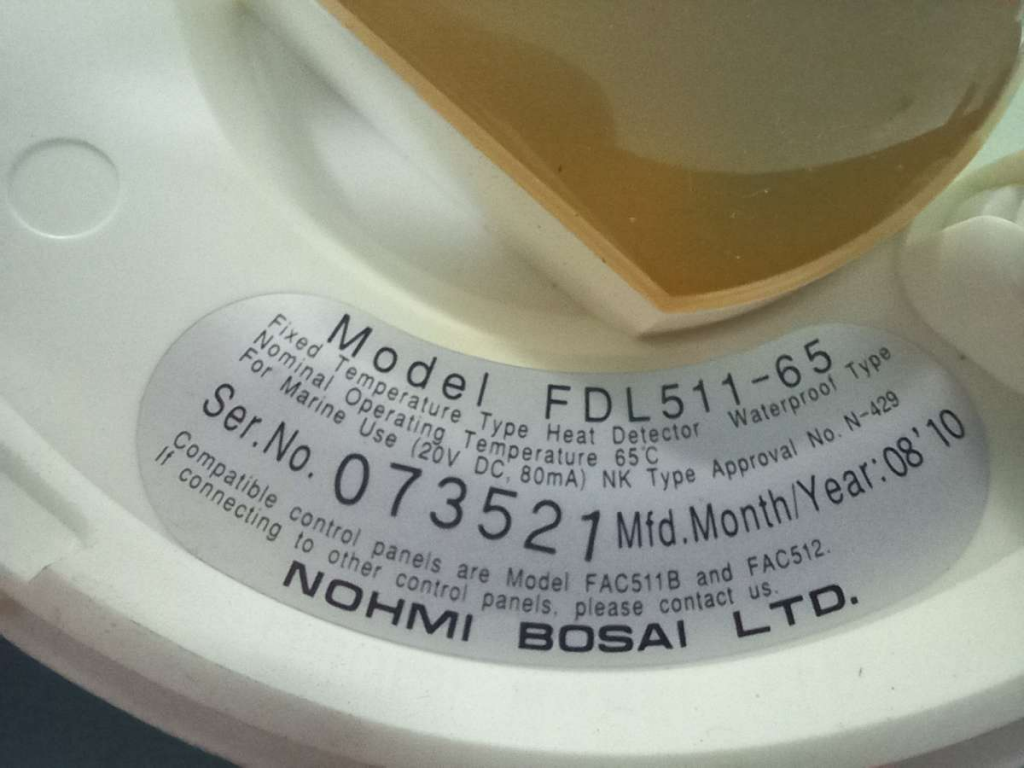 Model FDL511-65
Fixed Temperature Type Heat Detector Waterproof Type
Nominal Operating Temperature 65℃
For Marine Use (20V DC, 80mA) NK Type Approval No. N-429
Ser.No. 073521 Mfd.Month/Year:08'10
Compatible control panels are Model FAC511B and FAC512.
If connecting to other control panels, please contact us.
NOHMI BOSAI LTD.